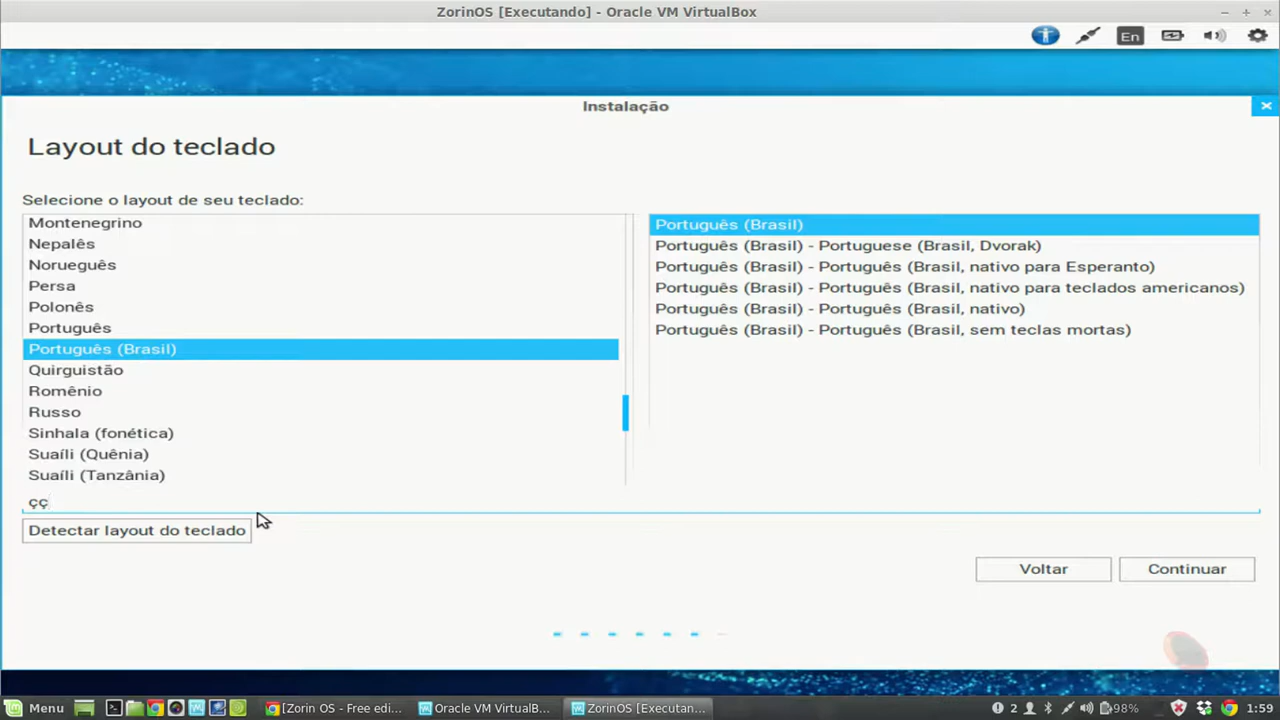 ZorinOS [Executando] - Oracle VM VirtualBox
En
Instalação
Layout do teclado
Selecione o layout de seu teclado:
Montenegrino
Nepalês
Norueguês
Persa
Polonês
Português
Português (Brasil)
Quirguistão
Romênio
Russo
Sinhala (fonética)
Suaíli (Quênia)
Suaíli (Tanzânia)
Português (Brasil)
Português (Brasil) - Portuguese (Brasil, Dvorak)
Português (Brasil) - Português (Brasil, nativo para Esperanto)
Português (Brasil) - Português (Brasil, nativo para teclados americanos)
Português (Brasil) - Português (Brasil, nativo)
Português (Brasil) - Português (Brasil, sem teclas mortas)
çç
Detectar layout do teclado
Voltar
Continuar
Menu
[Zorin OS - Free edi...
Oracle VM VirtualB...
ZorinOS [Executan...
2
98%
1:59